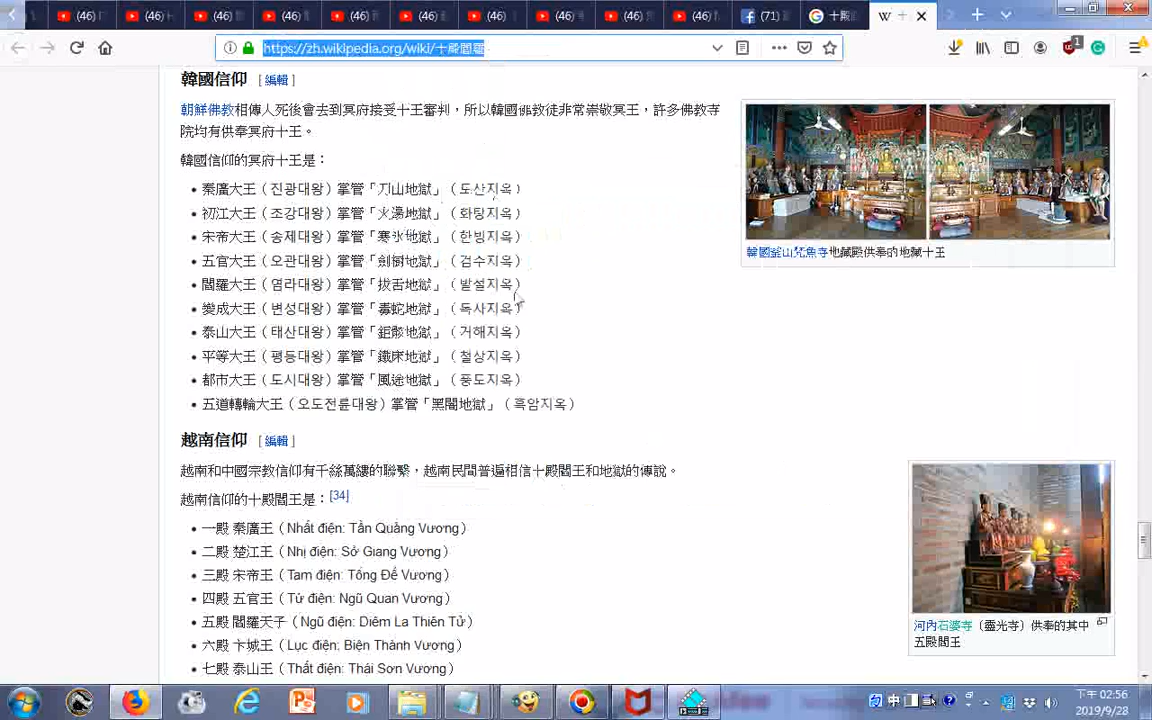 (46)
(46)
(46)
(46)
(46)
(46)
(46)
(46)
(46)
(46)
(71)
十殿
W
https://zh.wikipedia.org/wiki/十殿閻羅
1
韓國信仰 [編輯]
朝鮮佛教相傳人死後會去到冥府接受十王審判，所以韓國佛教徒非常崇敬冥王，許多佛教寺
院均有供奉冥府十王。
韓國信仰的冥府十王是：
秦廣大王（진광대왕）掌管「刀山地獄」（도산지옥）
初江大王（초강대왕）掌管「火湯地獄」（화탕지옥）
宋帝大王（송제대왕）掌管「寒氷地獄」（한빙지옥）
五官大王（오관대왕）掌管「劍樹地獄」（검수지옥）
閻羅大王（염라대왕）掌管「拔舌地獄」（발설지옥）
變成大王（변성대왕）掌管「毒蛇地獄」（독사지옥）
泰山大王（태산대왕）掌管「鉅骸地獄」（거해지옥）
平等大王（평등대왕）掌管「鐵床地獄」（철상지옥）
都市大王（도시대왕）掌管「風途地獄」（풍도지옥）
五道轉輪大王（오도전륜대왕）掌管「黑闇地獄」（흑암지옥）
韓國釜山梵魚寺地藏殿供奉的地藏十王
越南信仰 [編輯]
越南和中國宗教信仰有千絲萬縷的聯繫，越南民間普遍相信十殿閻王和地獄的傳說。
越南信仰的十殿閻王是：[34]
一殿 秦廣王（Nhất điện: Tần Quảng Vương）
二殿 楚江王（Nhị điện: Sở Giang Vương）
三殿 宋帝王（Tam điện: Tống Đế Vương）
四殿 五官王（Tứ điện: Ngũ Quan Vương）
五殿 閻羅天子（Ngũ điện: Diêm La Thiên Tử）
六殿 卞城王（Lục điện: Biện Thành Vương）
七殿 泰山王（Thất điện: Thái Sơn Vương）
河內石婆寺（靈光寺）供奉的其中
五殿閻王
中
下午 02:56
2019/9/28